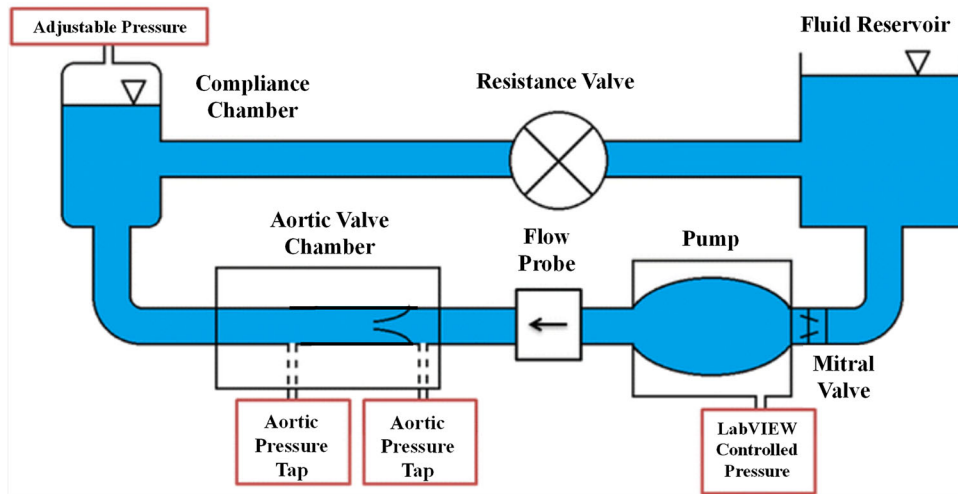 Adjustable Pressure
Fluid Reservoir
Compliance
Chamber
Resistance Valve
Aortic Valve
Chamber
Flow
Probe
Pump
Mitral
Valve
Aortic
Pressure
Tap
Aortic
Pressure
Tap
LabVIEW
Controlled
Pressure